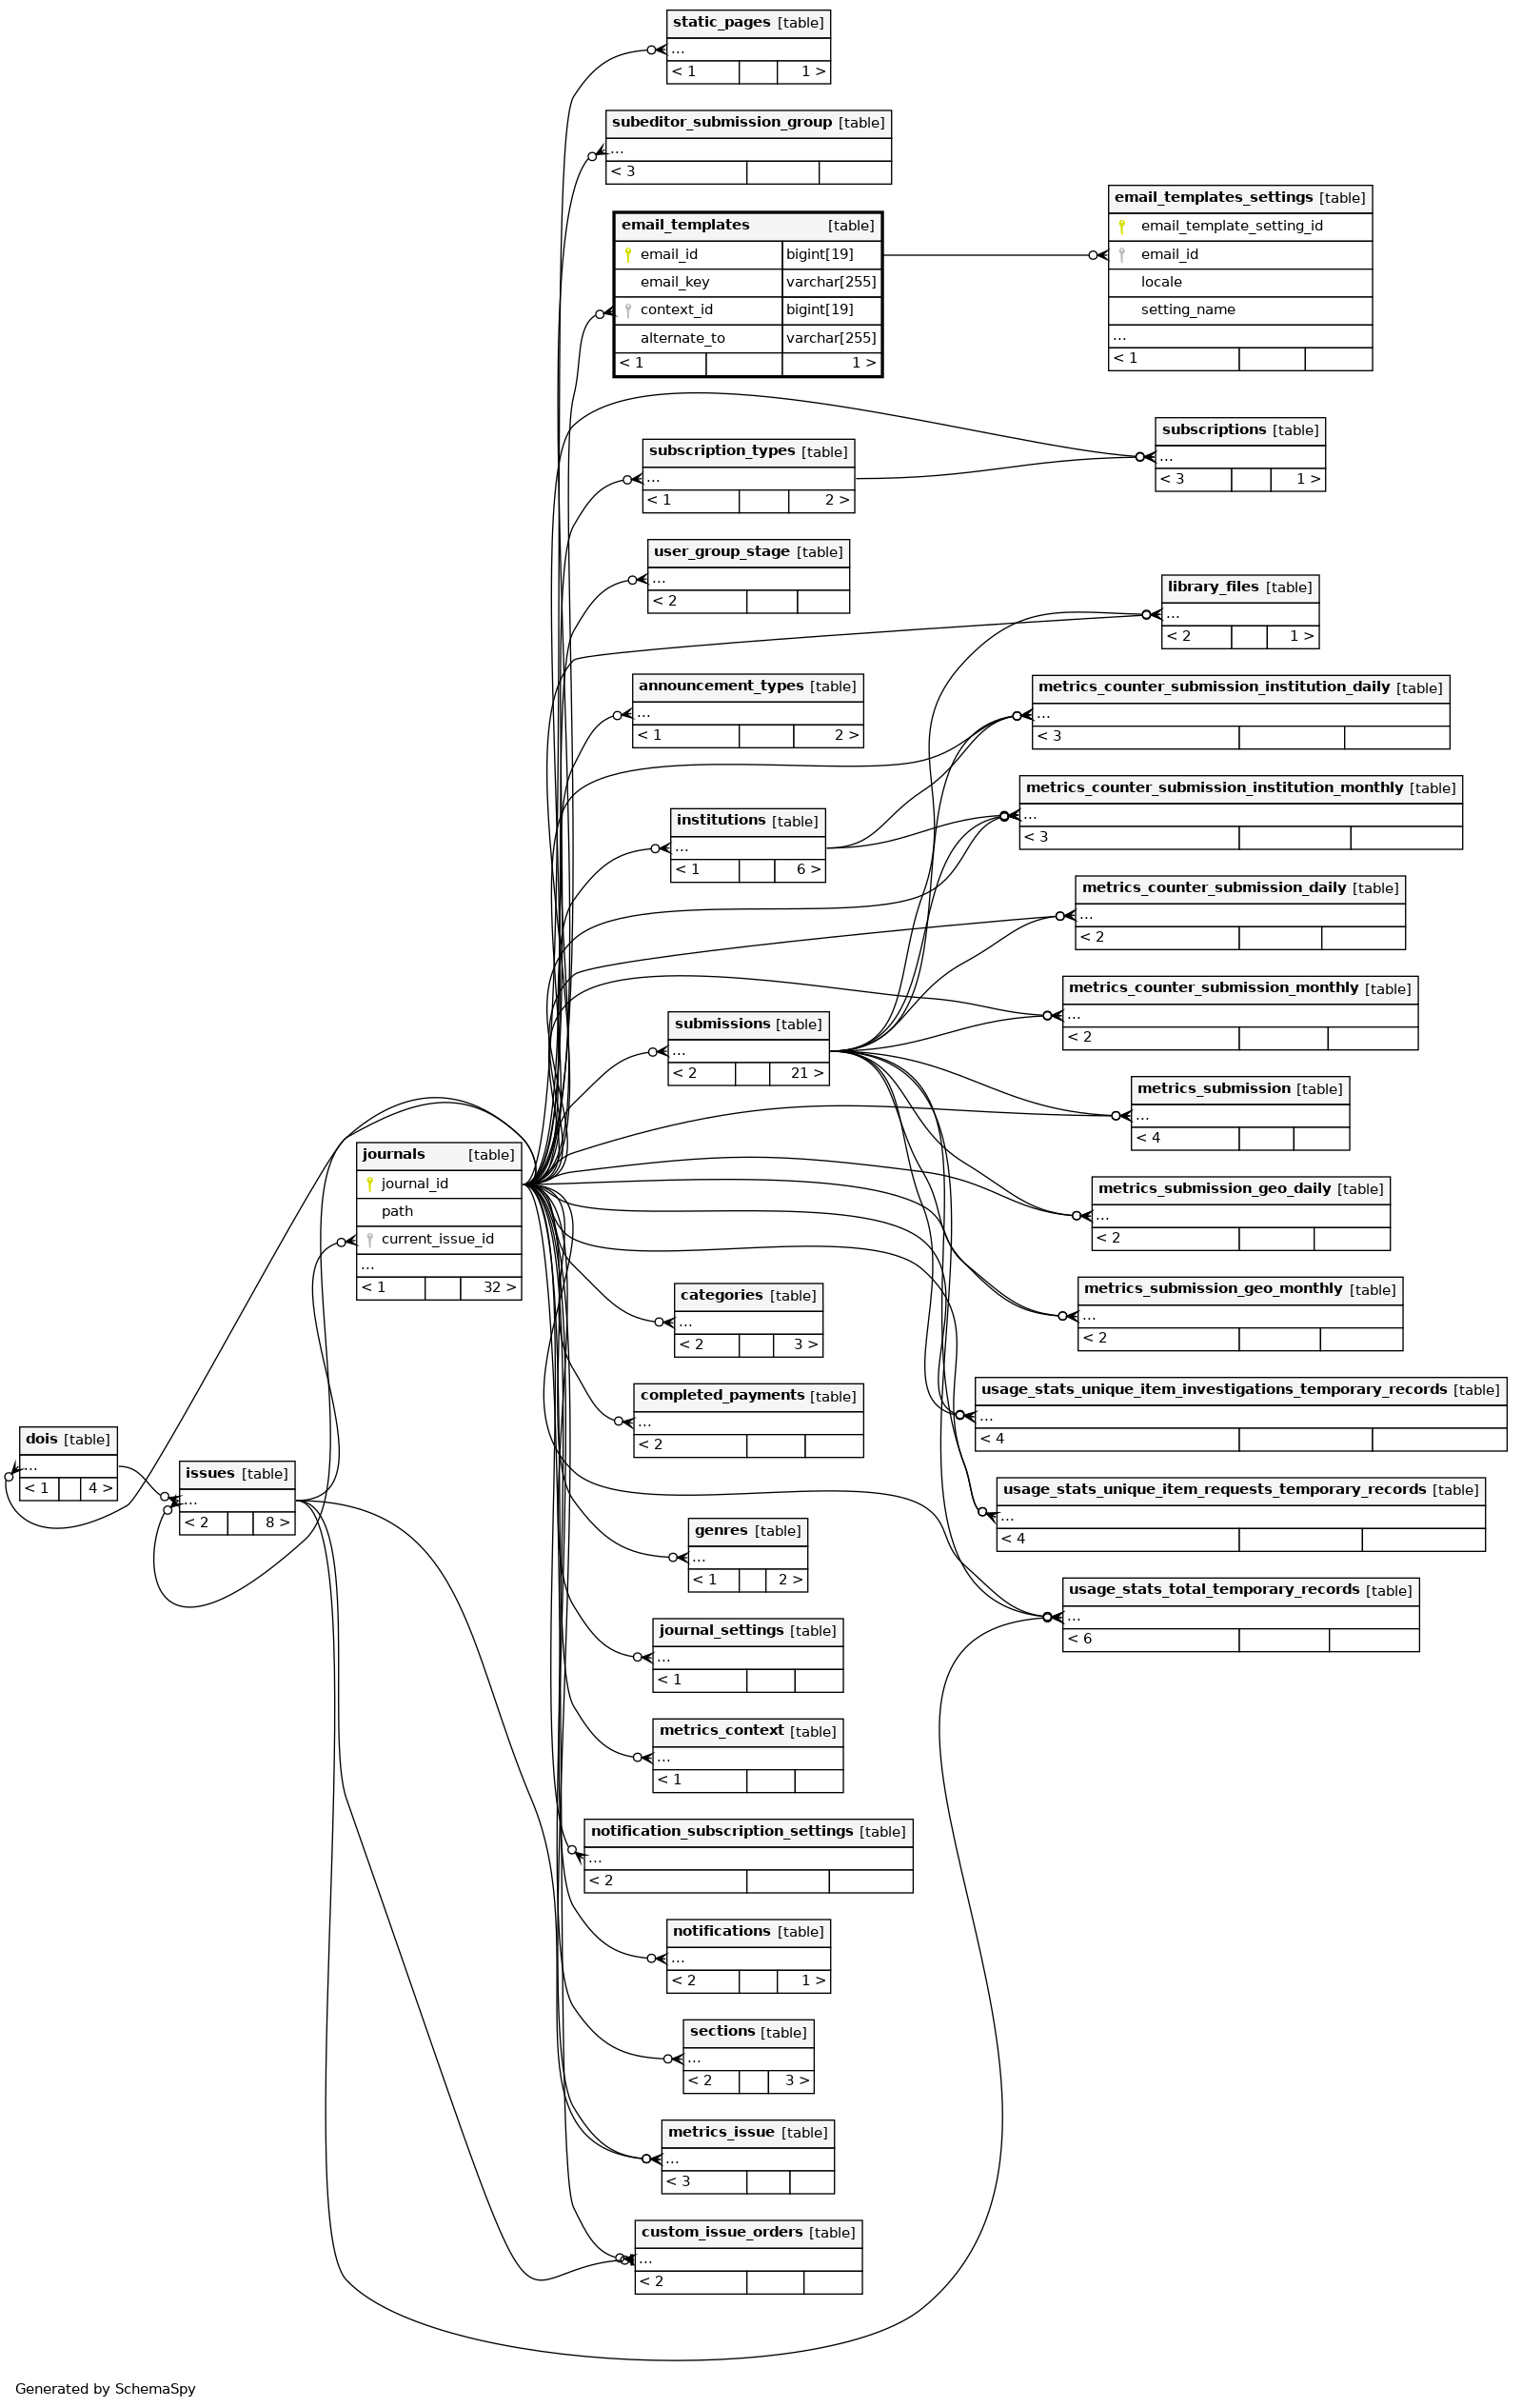 static_pages [table]
...
< 1 1 >
subeditor_submission_group [table]
...
< 3
email_templates [table]
email_id bigint[19]
email_key varchar[255]
context_id bigint[19]
alternate_to varchar[255]
< 1 1 >
email_templates_settings [table]
email_template_setting_id
email_id
locale
setting_name
...
< 1
subscriptions [table]
...
< 3 1 >
subscription_types [table]
...
< 1 2 >
user_group_stage [table]
...
< 2
library_files [table]
...
< 2 1 >
announcement_types [table]
...
< 1 2 >
metrics_counter_submission_institution_daily [table]
...
< 3
metrics_counter_submission_institution_monthly [table]
...
< 3
institutions [table]
...
< 1 6 >
metrics_counter_submission_daily [table]
...
< 2
metrics_counter_submission_monthly [table]
...
< 2
submissions [table]
...
< 2 21 >
metrics_submission [table]
...
< 4
journals [table]
journal_id
path
current_issue_id
...
< 1 32 >
metrics_submission_geo_daily [table]
...
< 2
metrics_submission_geo_monthly [table]
...
< 2
categories [table]
...
< 2 3 >
completed_payments [table]
...
< 2
usage_stats_unique_item_investigations_temporary_records [table]
...
< 4
dois [table]
...
< 1 4 >
issues [table]
...
< 2 8 >
usage_stats_unique_item_requests_temporary_records [table]
...
< 4
genres [table]
...
< 1 2 >
usage_stats_total_temporary_records [table]
...
< 6
journal_settings [table]
...
< 1
metrics_context [table]
...
< 1
notification_subscription_settings [table]
...
< 2
notifications [table]
...
< 2 1 >
sections [table]
...
< 2 3 >
metrics_issue [table]
...
< 3
custom_issue_orders [table]
...
< 2
Generated by SchemaSpy